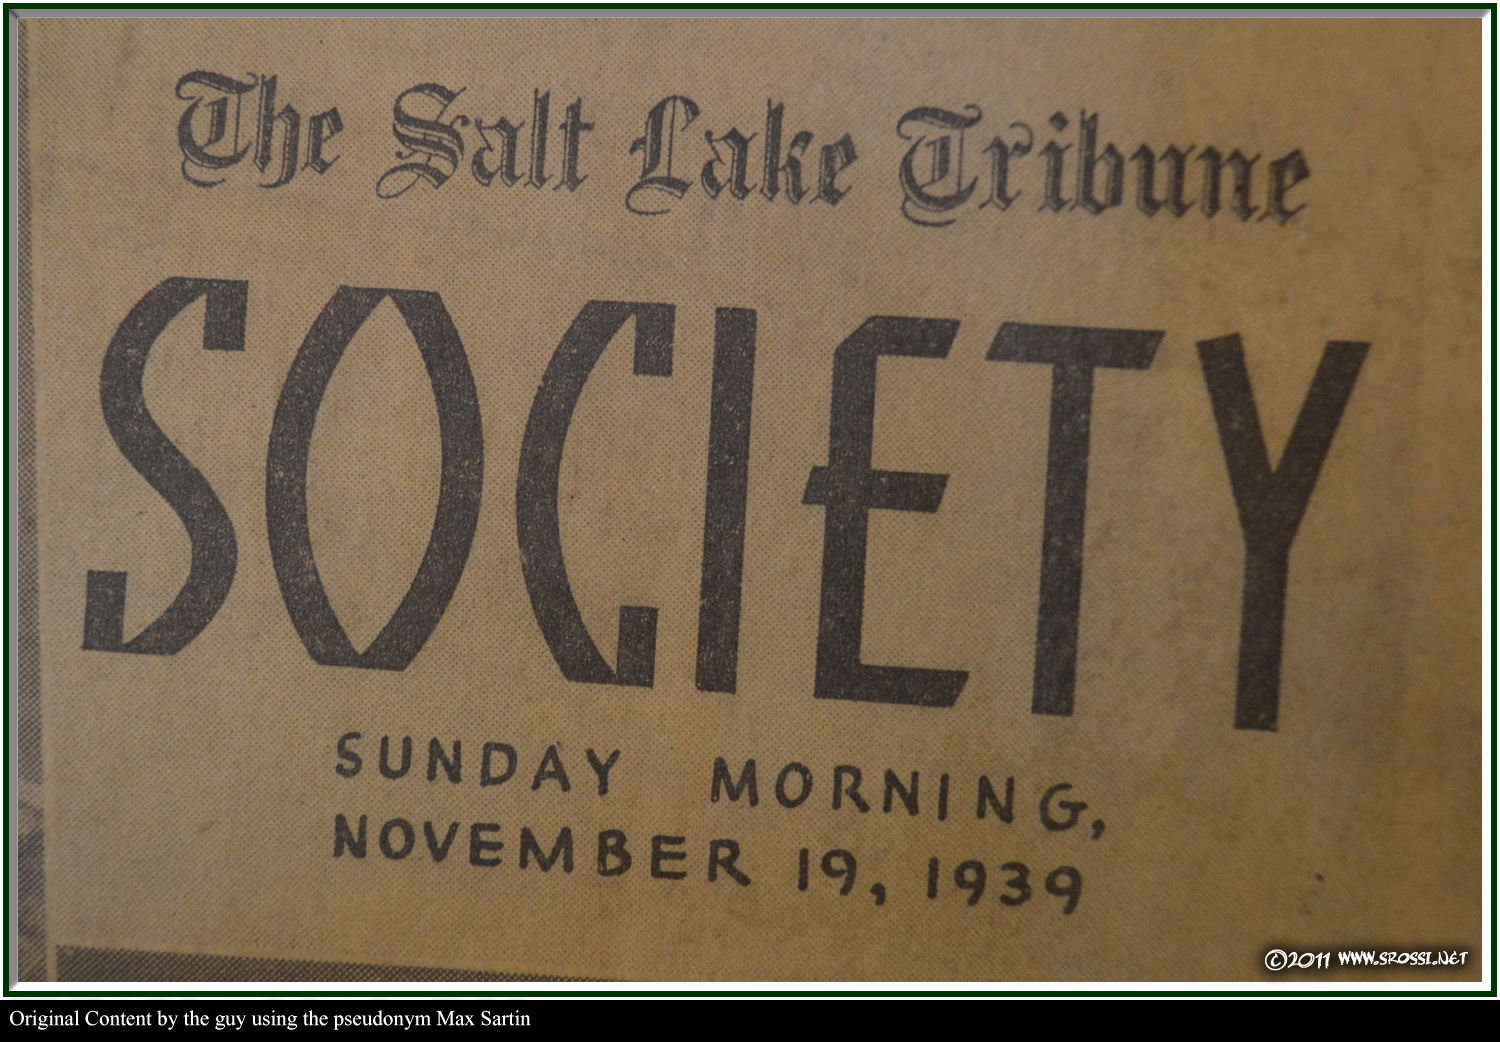 The Salt Lake Tribune
SOCIETY
SUNDAY MORNING,
NOVEMBER 19, 1939
©2011 WWW.SROSSI.NET
Original Content by the guy using the pseudonym Max Sartin